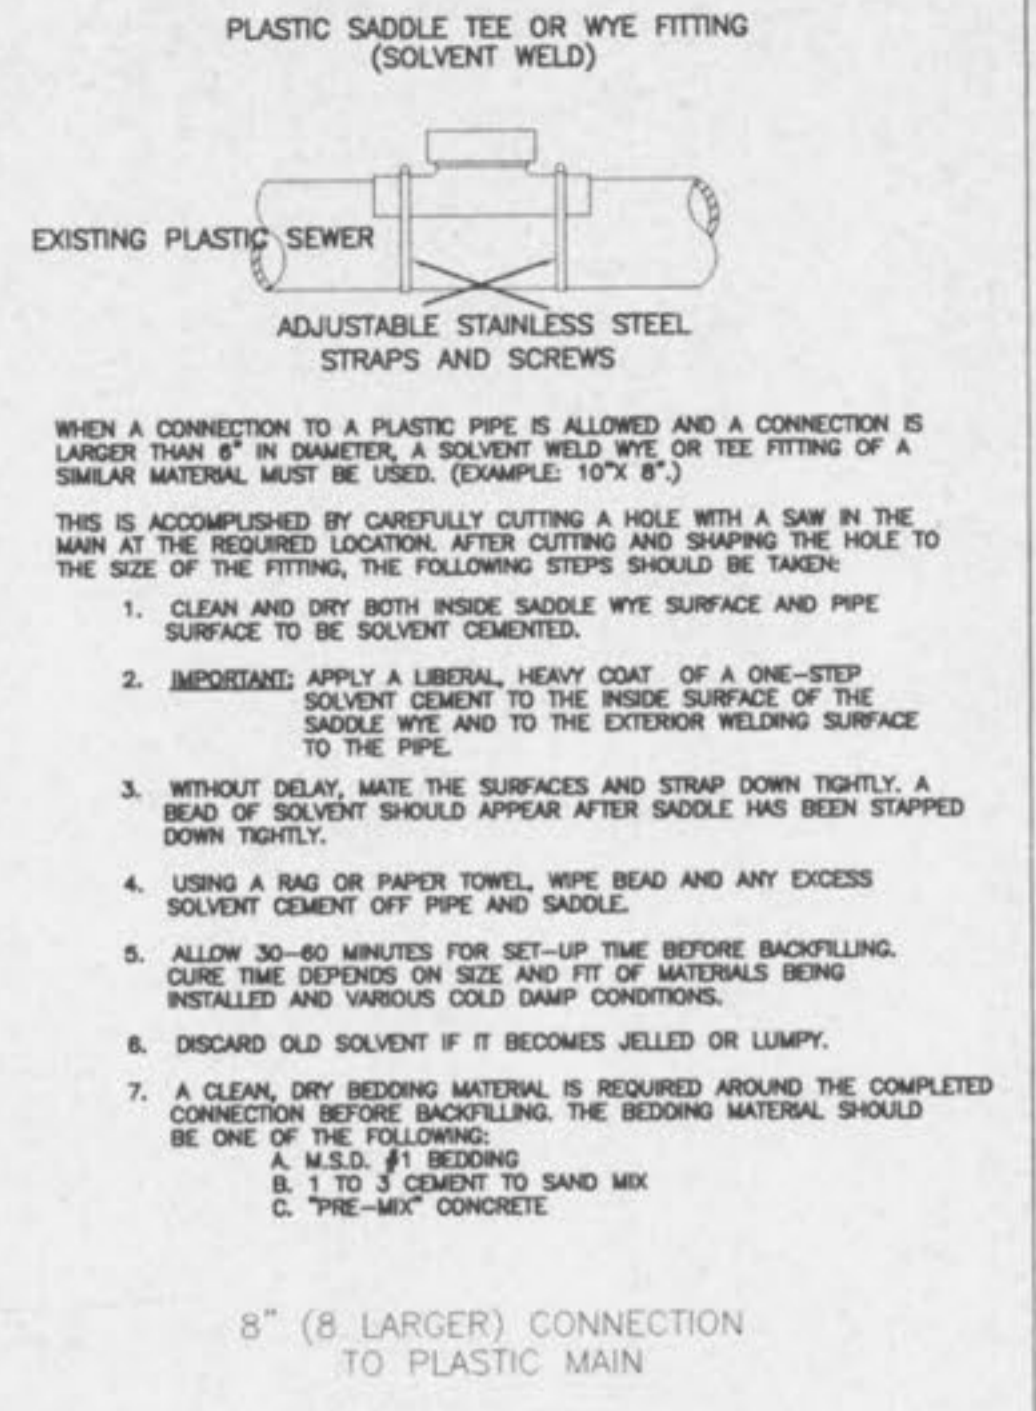 PLASTIC SADDLE TEE OR WYE FITTING
(SOLVENT WELD)
EXISTING PLASTIC SEWER
ADJUSTABLE STAINLESS STEEL
STRAPS AND SCREWS
WHEN A CONNECTION TO A PLASTIC PIPE IS ALLOWED AND A CONNECTION IS
LARGER THAN 6" IN DIAMETER, A SOLVENT WELD WYE OR TEE FITTING OF A
SIMILAR MATERIAL MUST BE USED. (EXAMPLE: 10"X 8".)
THIS IS ACCOMPLISHED BY CAREFULLY CUTTING A HOLE WITH A SAW IN THE
MAIN AT THE REQUIRED LOCATION. AFTER CUTTING AND SHAPING THE HOLE TO
THE SIZE OF THE FITTING, THE FOLLOWING STEPS SHOULD BE TAKEN:
1. CLEAN AND DRY BOTH INSIDE SADDLE WYE SURFACE AND PIPE
SURFACE TO BE SOLVENT CEMENTED.
2. IMPORTANT: APPLY A LIBERAL, HEAVY COAT OF A ONE-STEP
SOLVENT CEMENT TO THE INSIDE SURFACE OF THE
SADDLE WYE AND TO THE EXTERIOR WELDING SURFACE
TO THE PIPE.
3. WITHOUT DELAY, MATE THE SURFACES AND STRAP DOWN TIGHTLY. A
BEAD OF SOLVENT SHOULD APPEAR AFTER SADDLE HAS BEEN STAPPED
DOWN TIGHTLY.
4. USING A RAG OR PAPER TOWEL, WIPE BEAD AND ANY EXCESS
SOLVENT CEMENT OFF PIPE AND SADDLE.
5. ALLOW 30-60 MINUTES FOR SET-UP TIME BEFORE BACKFILLING.
CURE TIME DEPENDS ON SIZE AND FIT OF MATERIALS BEING
INSTALLED AND VARIOUS COLD DAMP CONDITIONS.
6. DISCARD OLD SOLVENT IF IT BECOMES JELLED OR LUMPY.
7. A CLEAN, DRY BEDDING MATERIAL IS REQUIRED AROUND THE COMPLETED
CONNECTION BEFORE BACKFILLING. THE BEDDING MATERIAL SHOULD
BE ONE OF THE FOLLOWING:
A. M.S.D. #1 BEDDING
B. 1 TO 3 CEMENT TO SAND MIX
C. "PRE-MIX" CONCRETE
8" (8 LARGER) CONNECTION
TO PLASTIC MAIN